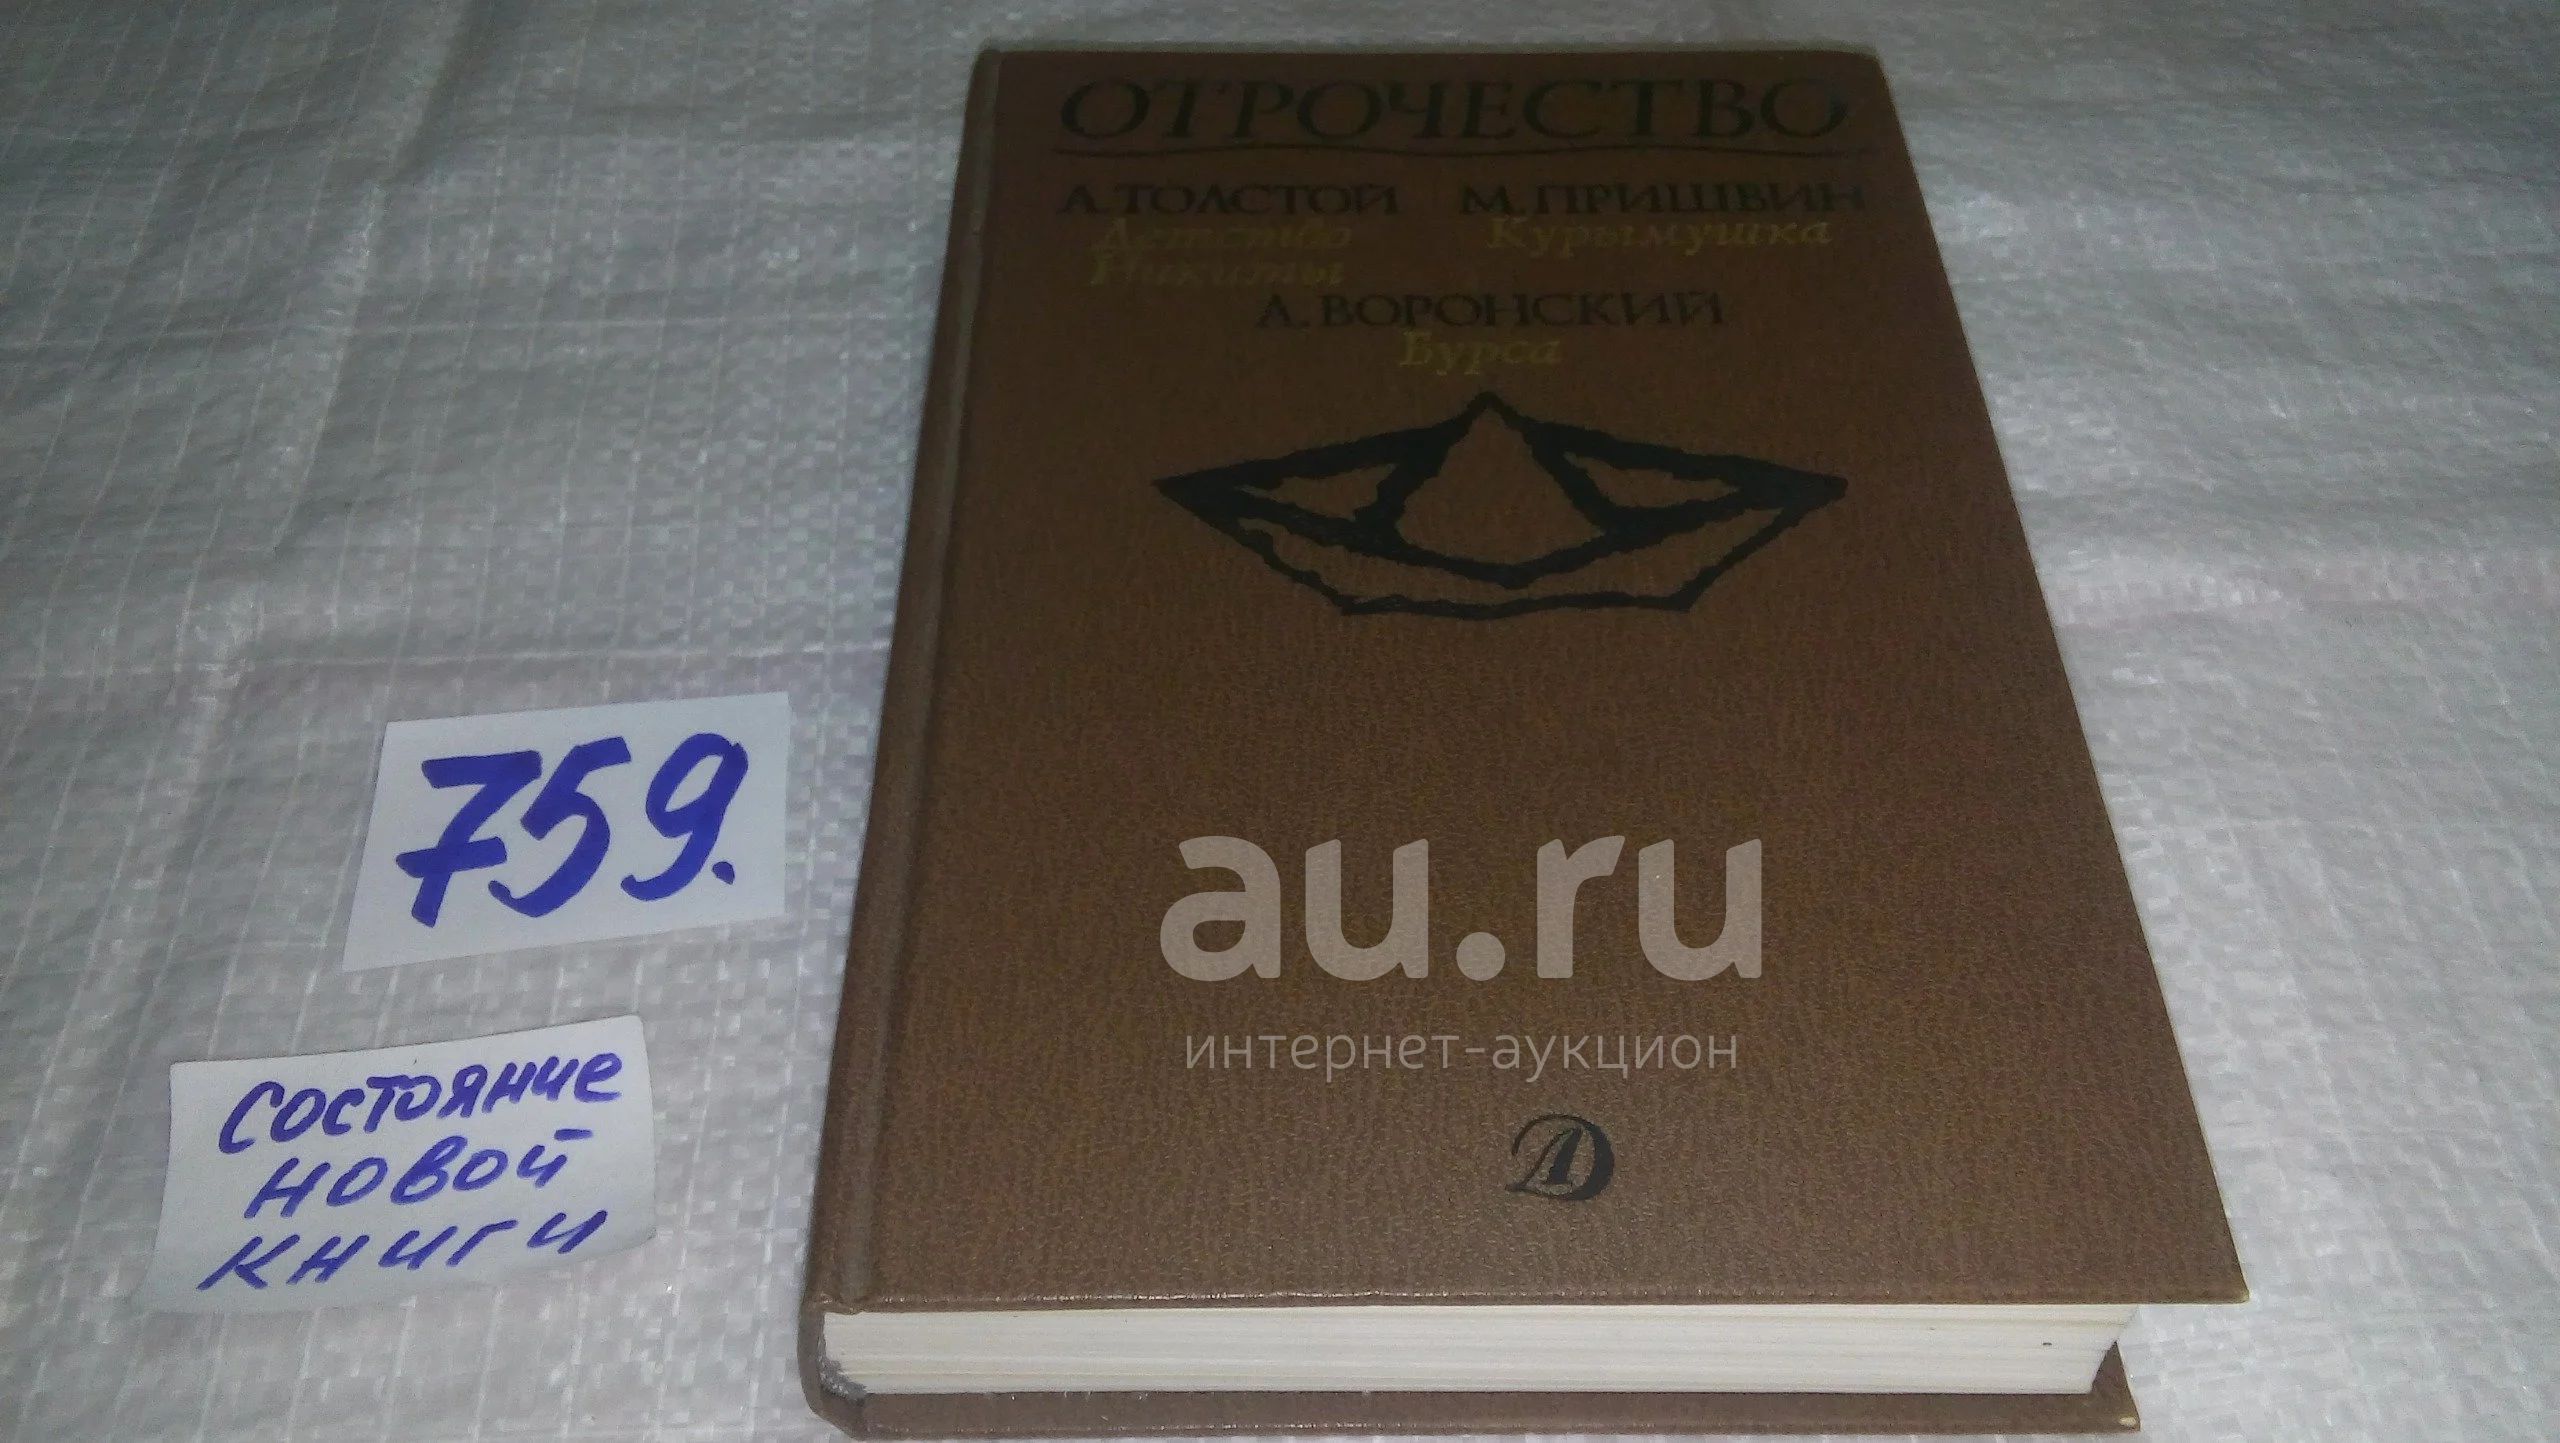 ОТРОЧЕСТВО
А. ТОЛСТОЙ М. ПРИШВИН
Детство Курымушка
Никиты
А. ВОРОНСКИЙ
Бурса
759.
au.ru
интернет-аукцион
состояние
новой
книги